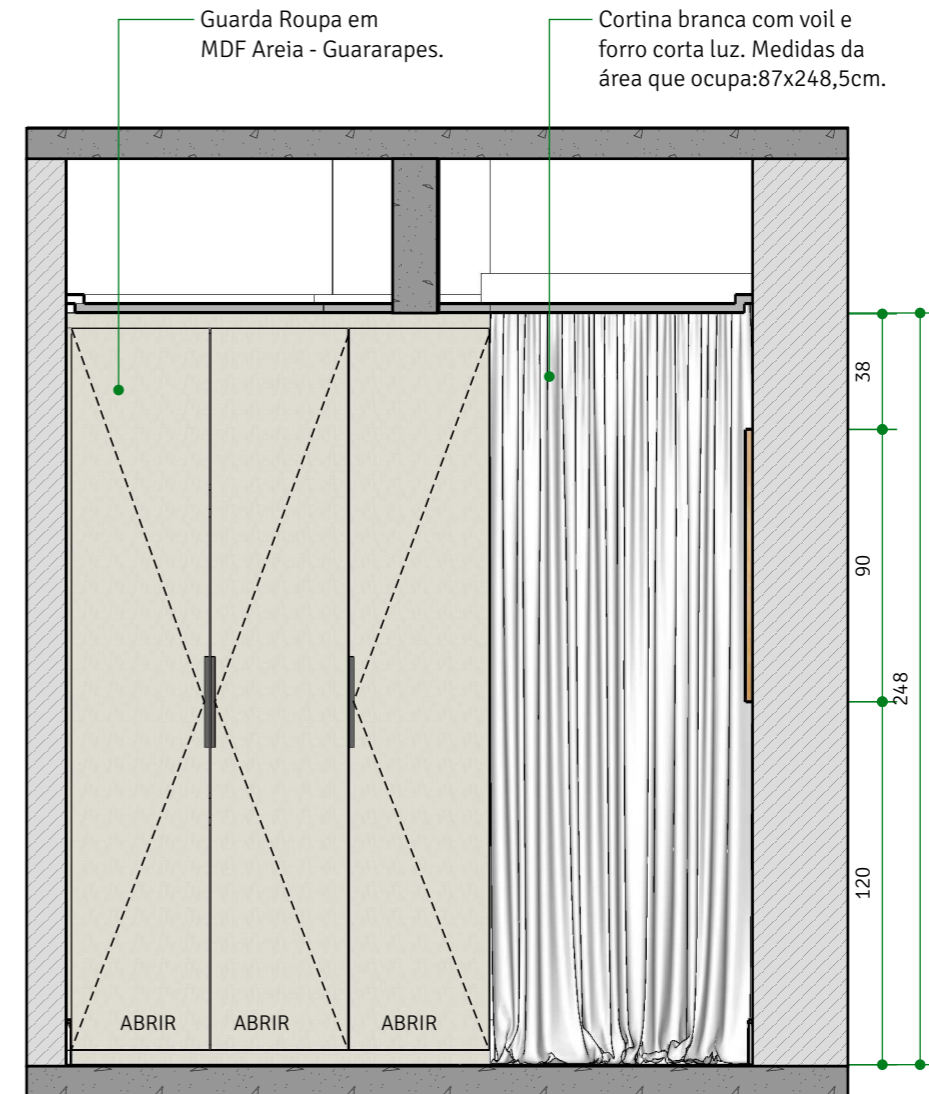 Guarda Roupa em
MDF Areia - Guararapes.
Cortina branca com voil e
forro corta luz. Medidas da
área que ocupa:87x248,5cm.
38
90
248
120
ABRIR
ABRIR
ABRIR